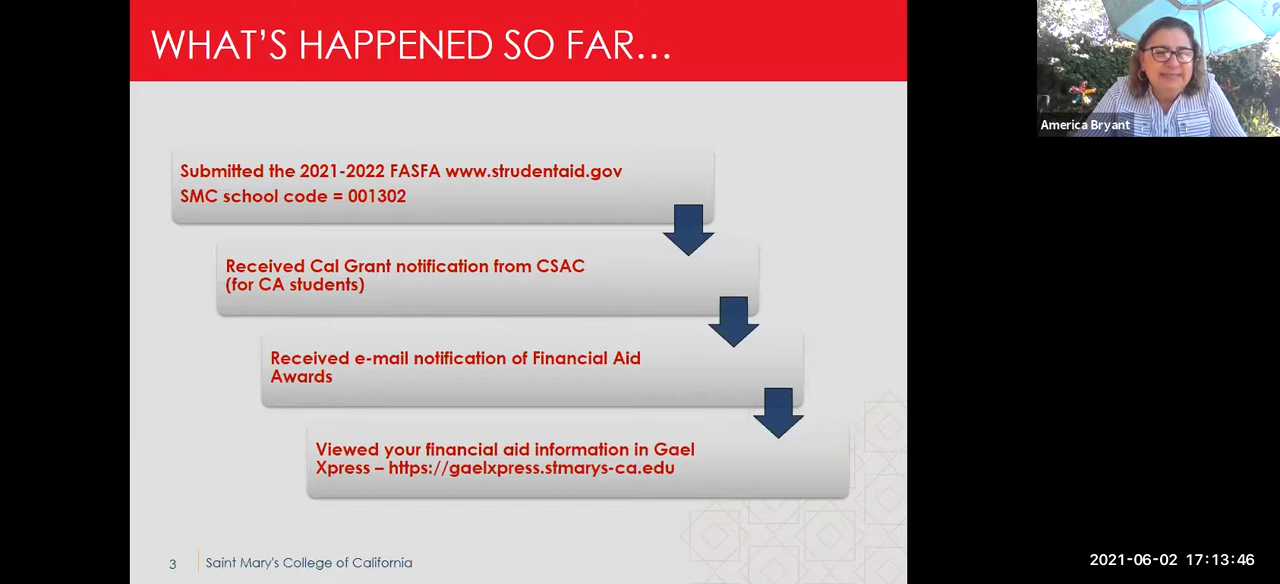 WHAT'S HAPPENED SO FAR...
America Bryant
Submitted the 2021-2022 FASFA www.strudentaid.gov
SMC school code = 001302
Received Cal Grant notification from CSAC
(for CA students)
Received e-mail notification of Financial Aid
Awards
Viewed your financial aid information in Gael
Xpress – https://gaelxpress.stmarys-ca.edu
3 Saint Mary's College of California
2021-06-02 17:13:46